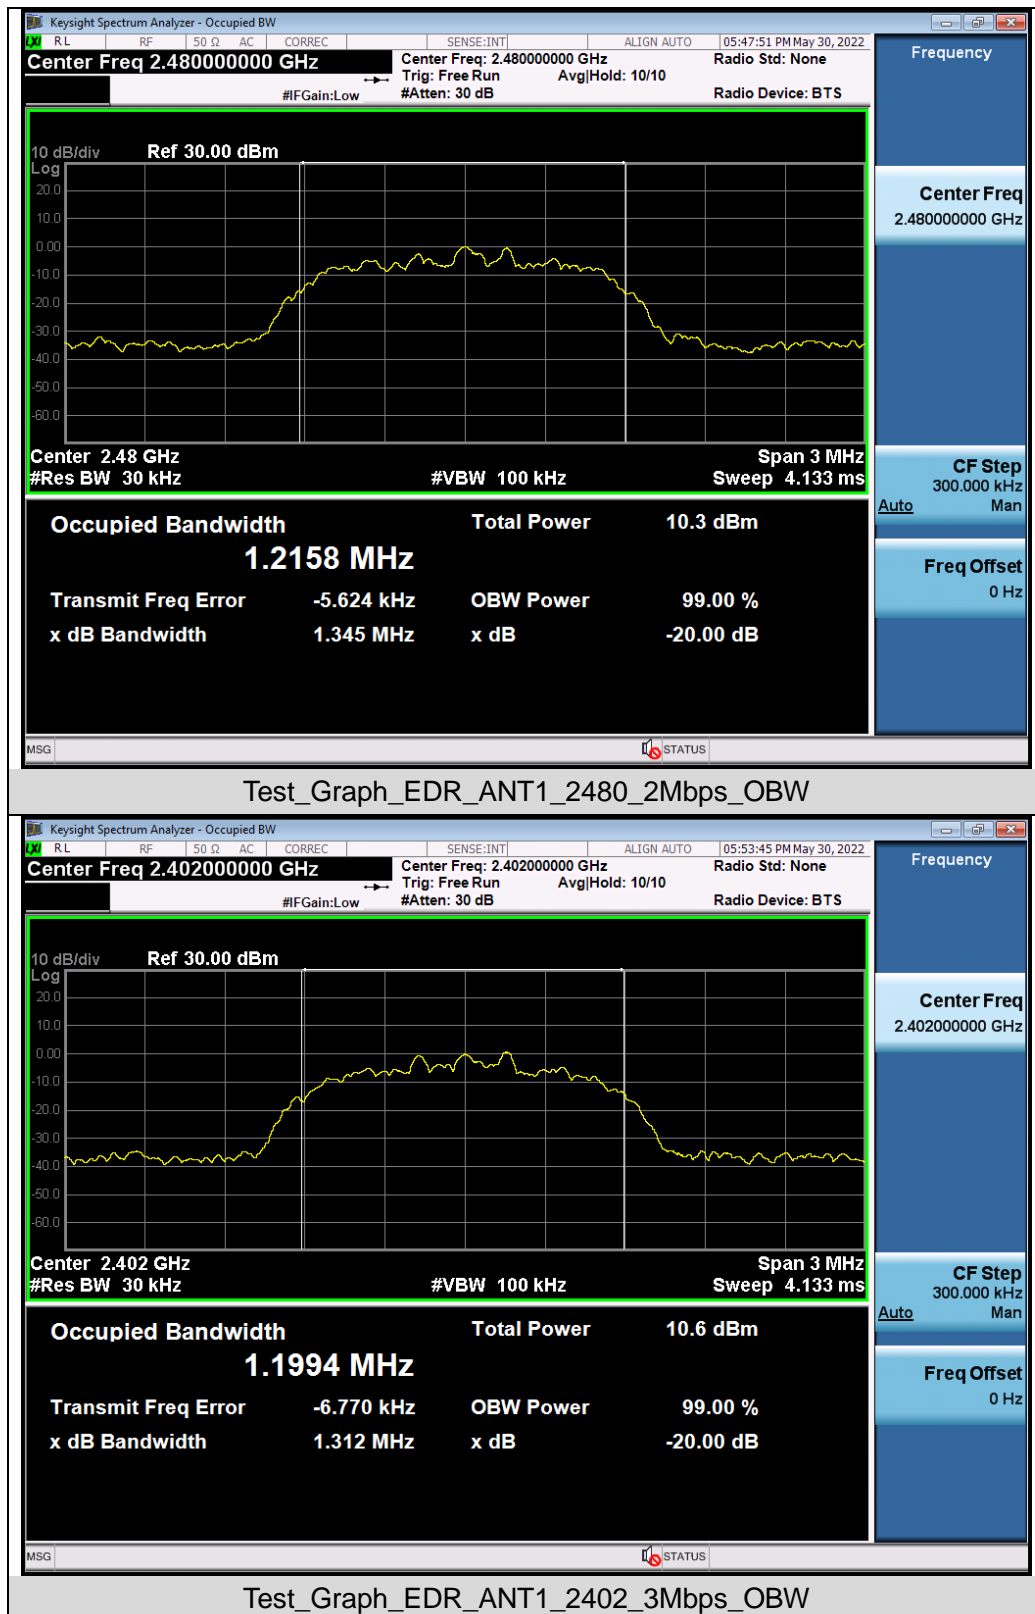 Keysight Spectrum Analyzer - Occupied BW
LXI RL RF 50 Ω AC CORREC SENSE:INT ALIGN AUTO 05:47:51 PM May 30, 2022
Center Freq 2.480000000 GHz
Center Freq: 2.480000000 GHz
Radio Std: None
Trig: Free Run Avg|Hold: 10/10
#IFGain:Low
#Atten: 30 dB
Radio Device: BTS
10 dB/div Ref 30.00 dBm
Log
20.0
10.0
0.00
-10.0
-20.0
-30.0
-40.0
-50.0
-60.0
Center 2.48 GHz Span 3 MHz
#Res BW 30 kHz #VBW 100 kHz Sweep 4.133 ms
Occupied Bandwidth Total Power 10.3 dBm
1.2158 MHz
Transmit Freq Error -5.624 kHz OBW Power 99.00 %
x dB Bandwidth 1.345 MHz x dB -20.00 dB
MSG STATUS
Frequency
Center Freq
2.480000000 GHz
CF Step
300.000 kHz
Auto Man
Freq Offset
0 Hz
Test_Graph_EDR_ANT1_2480_2Mbps_OBW
Keysight Spectrum Analyzer - Occupied BW
LXI RL RF 50 Ω AC CORREC SENSE:INT ALIGN AUTO 05:53:45 PM May 30, 2022
Center Freq 2.402000000 GHz
Center Freq: 2.402000000 GHz
Radio Std: None
Trig: Free Run Avg|Hold: 10/10
#IFGain:Low
#Atten: 30 dB
Radio Device: BTS
10 dB/div Ref 30.00 dBm
Log
20.0
10.0
0.00
-10.0
-20.0
-30.0
-40.0
-50.0
-60.0
Center 2.402 GHz Span 3 MHz
#Res BW 30 kHz #VBW 100 kHz Sweep 4.133 ms
Occupied Bandwidth Total Power 10.6 dBm
1.1994 MHz
Transmit Freq Error -6.770 kHz OBW Power 99.00 %
x dB Bandwidth 1.312 MHz x dB -20.00 dB
MSG STATUS
Frequency
Center Freq
2.402000000 GHz
CF Step
300.000 kHz
Auto Man
Freq Offset
0 Hz
Test_Graph_EDR_ANT1_2402_3Mbps_OBW